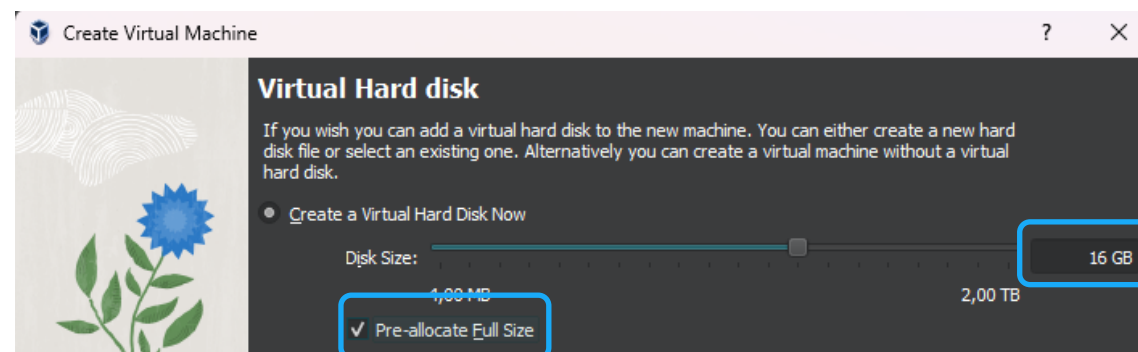 Create Virtual Machine ? ×
Virtual Hard disk
If you wish you can add a virtual hard disk to the new machine. You can either create a new hard
disk file or select an existing one. Alternatively you can create a virtual machine without a virtual
hard disk.
Create a Virtual Hard Disk Now
Disk Size: 16 GB
4,00 MB 2,00 TB
Pre-allocate Full Size